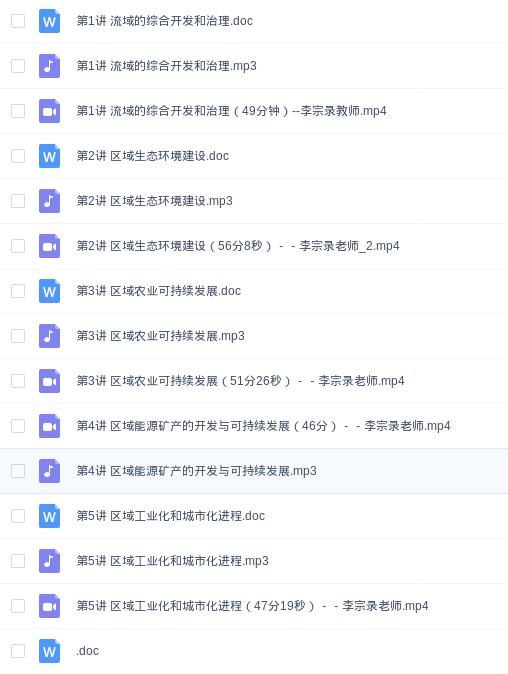 第1讲 流域的综合开发和治理.doc
第1讲 流域的综合开发和治理.mp3
第1讲 流域的综合开发和治理（49分钟）--李宗录教师.mp4
第2讲 区域生态环境建设.doc
第2讲 区域生态环境建设.mp3
第2讲 区域生态环境建设（56分8秒） - - 李宗录老师_2.mp4
第3讲 区域农业可持续发展.doc
第3讲 区域农业可持续发展.mp3
第3讲 区域农业可持续发展（51分26秒） - - 李宗录老师.mp4
第4讲 区域能源矿产的开发与可持续发展（46分） - - 李宗录老师.mp4
第4讲 区域能源矿产的开发与可持续发展.mp3
第5讲 区域工业化和城市化进程.doc
第5讲 区域工业化和城市化进程.mp3
第5讲 区域工业化和城市化进程（47分19秒） - - 李宗录老师.mp4
.doc